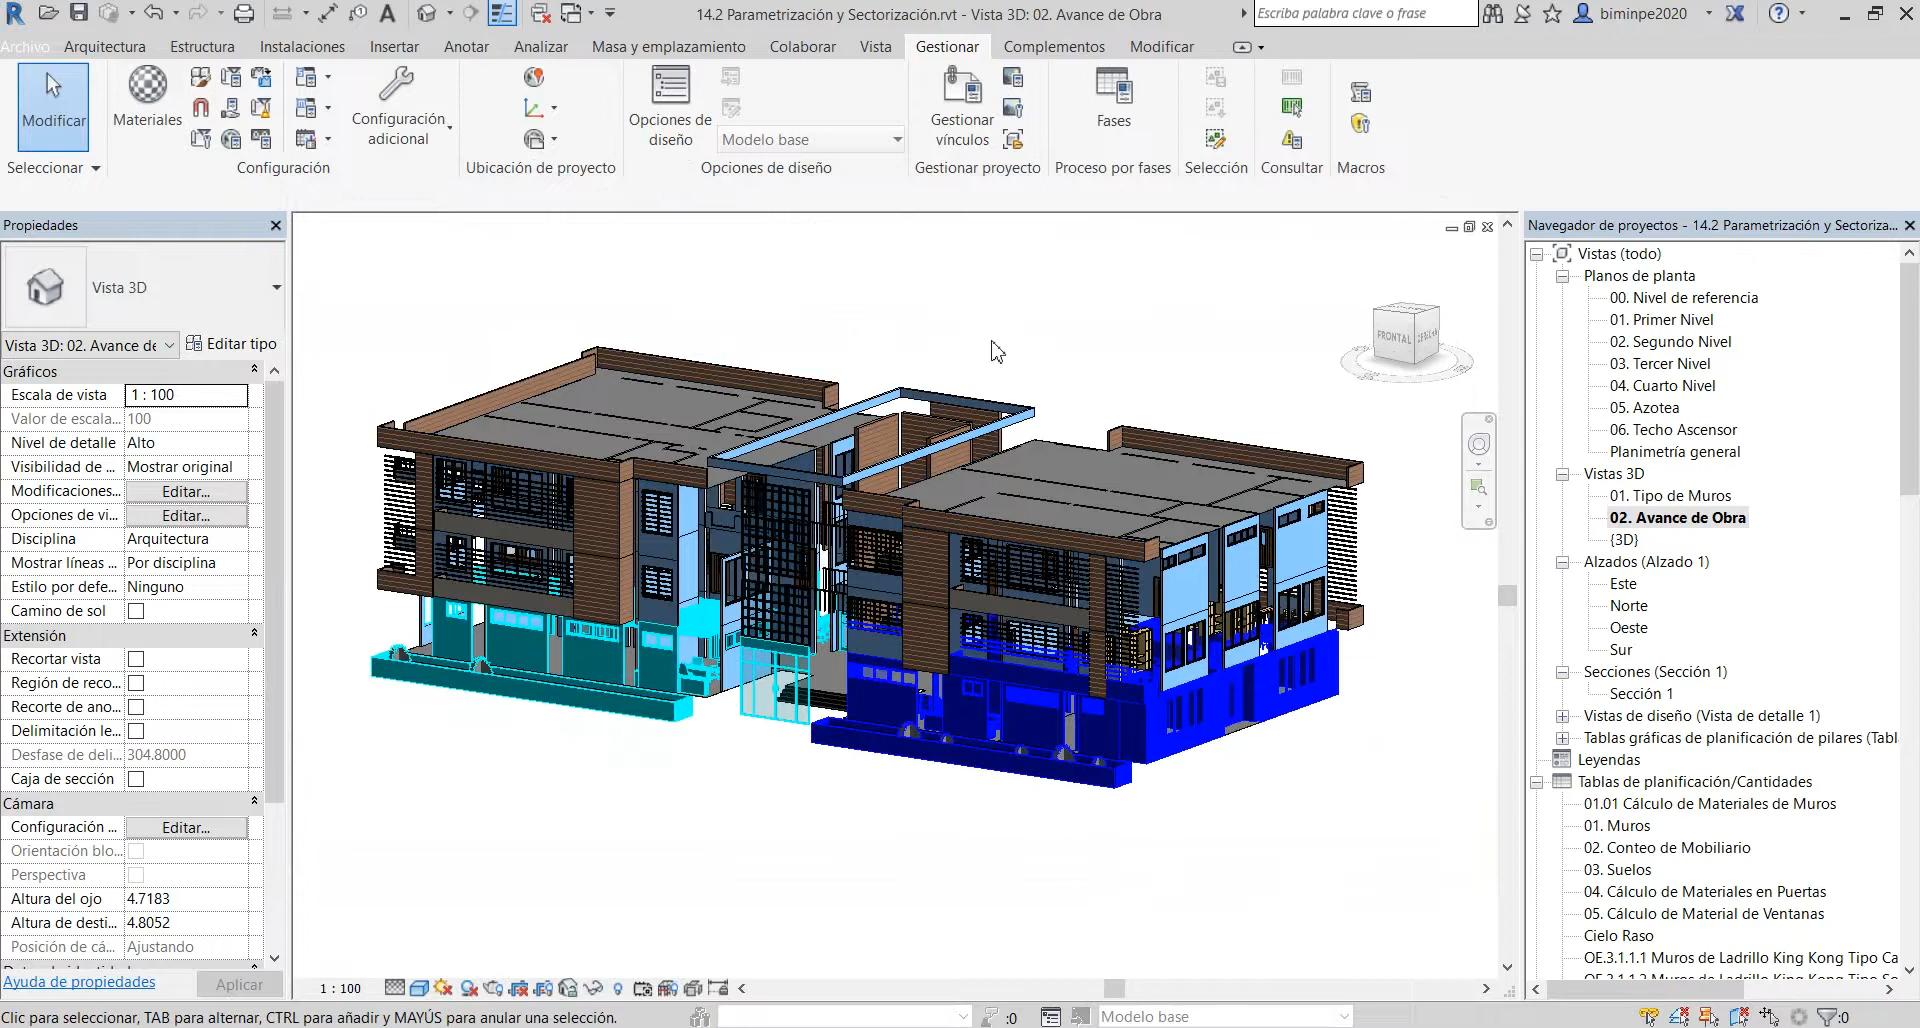 14.2 Parametrización y Sectorización.rvt - Vista 3D: 02. Avance de Obra
Escriba palabra clave o frase
biminpe2020
Archivo Arquitectura Estructura Instalaciones Insertar Anotar Analizar Masa y emplazamiento Colaborar Vista Gestionar Complementos Modificar
Modificar
Materiales
Configuración adicional
Opciones de diseño
Modelo base
Gestionar vínculos
Fases
Seleccionar
Configuración
Ubicación de proyecto
Opciones de diseño
Gestionar proyecto
Proceso por fases
Selección
Consultar
Macros
Propiedades
Vista 3D
Vista 3D: 02. Avance de
Editar tipo
Gráficos
Escala de vista 1 : 100
Valor de escala... 100
Nivel de detalle Alto
Visibilidad de ... Mostrar original
Modificaciones... Editar...
Opciones de vi... Editar...
Disciplina Arquitectura
Mostrar líneas ... Por disciplina
Estilo por defe... Ninguno
Camino de sol
Extensión
Recortar vista
Región de reco...
Recorte de ano...
Delimitación le...
Desfase de deli... 304.8000
Caja de sección
Cámara
Configuración ... Editar...
Orientación blo...
Perspectiva
Altura del ojo 4.7183
Altura de desti... 4.8052
Posición de cá... Ajustando
Ayuda de propiedades
Aplicar
FRONTAL
1 : 100
Navegador de proyectos - 14.2 Parametrización y Sectoriza...
Vistas (todo)
Planos de planta
00. Nivel de referencia
01. Primer Nivel
02. Segundo Nivel
03. Tercer Nivel
04. Cuarto Nivel
05. Azotea
06. Techo Ascensor
Planimetría general
Vistas 3D
01. Tipo de Muros
02. Avance de Obra
{3D}
Alzados (Alzado 1)
Este
Norte
Oeste
Sur
Secciones (Sección 1)
Sección 1
Vistas de diseño (Vista de detalle 1)
Tablas gráficas de planificación de pilares (Tabl
Leyendas
Tablas de planificación/Cantidades
01.01 Cálculo de Materiales de Muros
01. Muros
02. Conteo de Mobiliario
03. Suelos
04. Cálculo de Materiales en Puertas
05. Cálculo de Material de Ventanas
Cielo Raso
OE.3.1.1.1 Muros de Ladrillo King Kong Tipo Ca
OE.3.1.1.2 Muros de Ladrillo King Kong Tipo So
Clic para seleccionar, TAB para alternar, CTRL para añadir y MAYÚS para anular una selección.
:0
Modelo base
:0